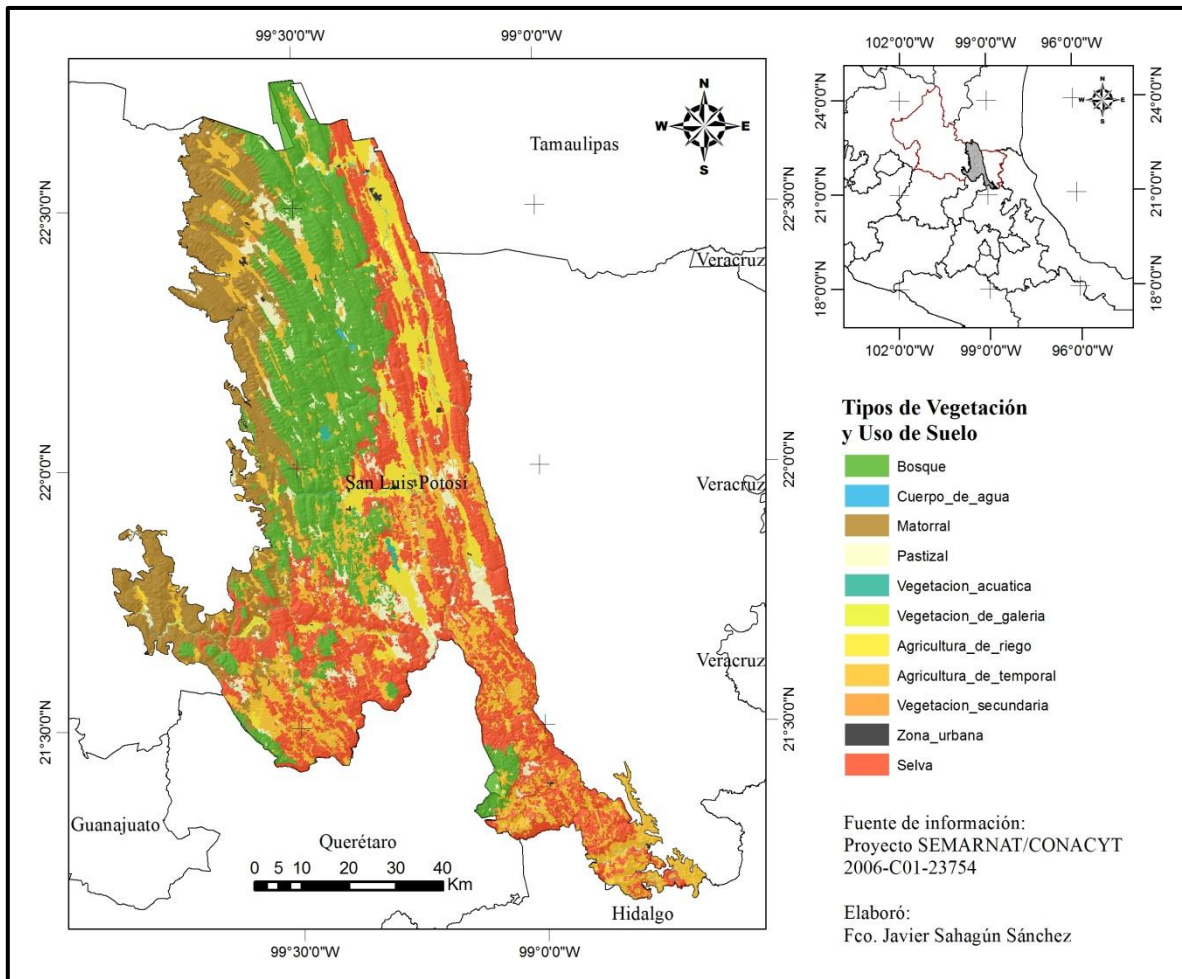 99°30'0"W 99°0'0"W
22°30'0"N 22°30'0"N
22°0'0"N 22°0'0"N
21°30'0"N 21°30'0"N
99°30'0"W 99°0'0"W
N
W E
S
Tamaulipas
Veracruz
San Luis Potosí
Veracruz
Veracruz
Guanajuato
Querétaro
0 5 10 20 30 40
Km
Hidalgo
102°0'0"W 99°0'0"W 96°0'0"W
24°0'0"N 24°0'0"N
21°0'0"N 21°0'0"N
18°0'0"N 18°0'0"N
102°0'0"W 99°0'0"W 96°0'0"W
N
W E
S
Tipos de Vegetación
y Uso de Suelo
Bosque
Cuerpo_de_agua
Matorral
Pastizal
Vegetacion_acuatica
Vegetacion_de_galeria
Agricultura_de_riego
Agricultura_de_temporal
Vegetacion_secundaria
Zona_urbana
Selva
Fuente de información:
Proyecto SEMARNAT/CONACYT
2006-C01-23754
Elaboró:
Fco. Javier Sahagún Sánchez